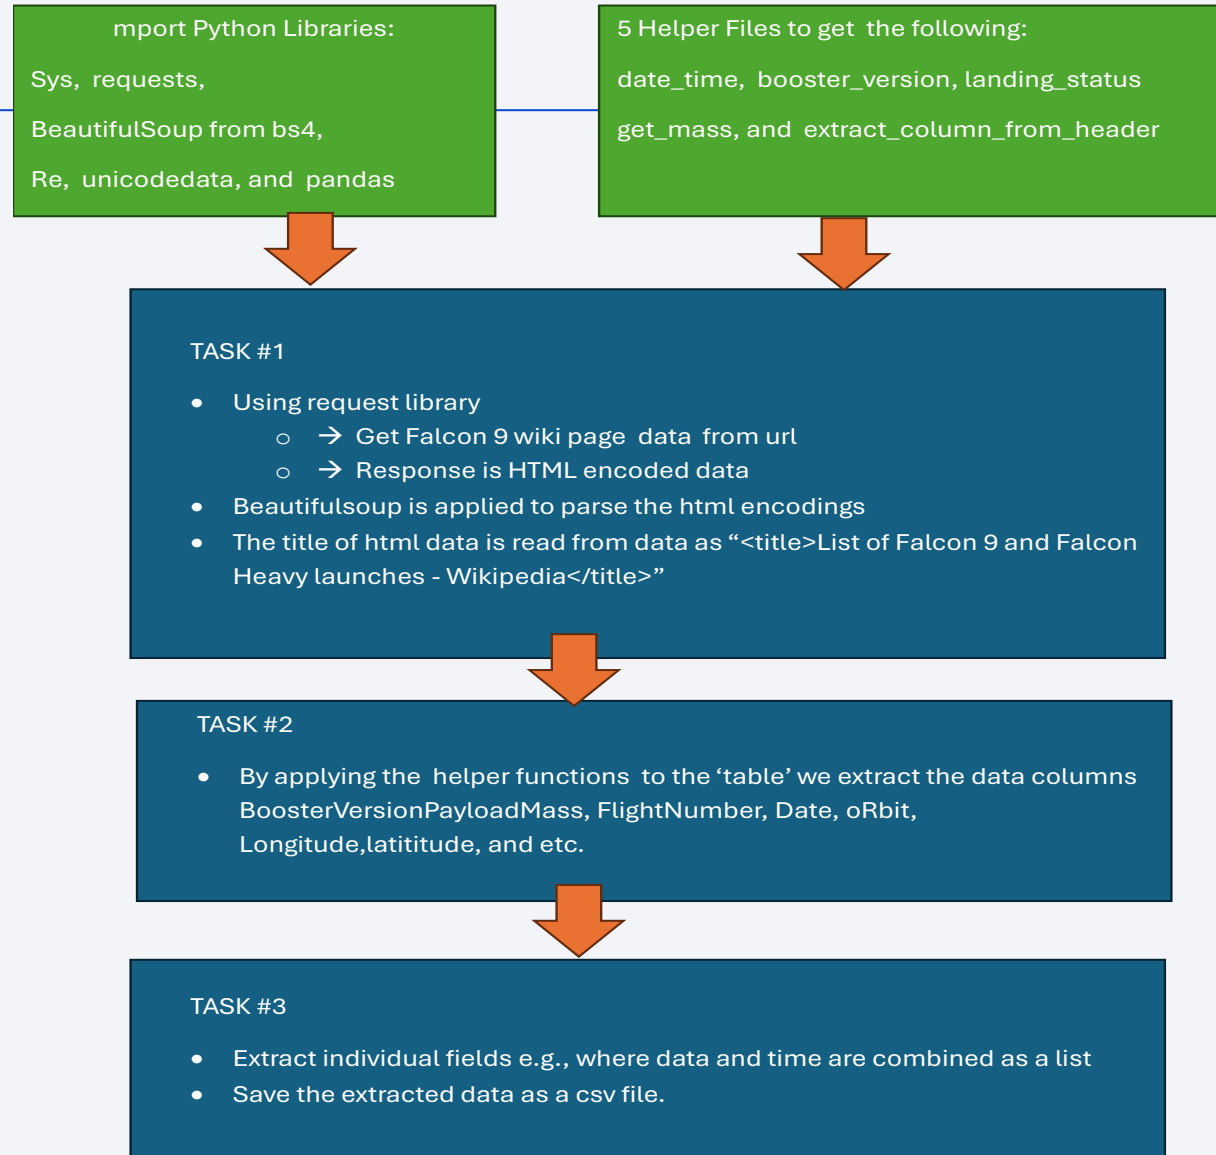 mport Python Libraries:
Sys, requests,
BeautifulSoup from bs4,
Re, unicodedata, and pandas
5 Helper Files to get the following:
date_time, booster_version, landing_status
get_mass, and extract_column_from_header
TASK #1
• Using request library
o → Get Falcon 9 wiki page data from url
o → Response is HTML encoded data
• Beautifulsoup is applied to parse the html encodings
• The title of html data is read from data as “<title>List of Falcon 9 and Falcon
Heavy launches - Wikipedia</title>”
TASK #2
• By applying the helper functions to the ‘table’ we extract the data columns
BoosterVersionPayloadMass, FlightNumber, Date, oRbit,
Longitude,latititude, and etc.
TASK #3
• Extract individual fields e.g., where data and time are combined as a list
• Save the extracted data as a csv file.